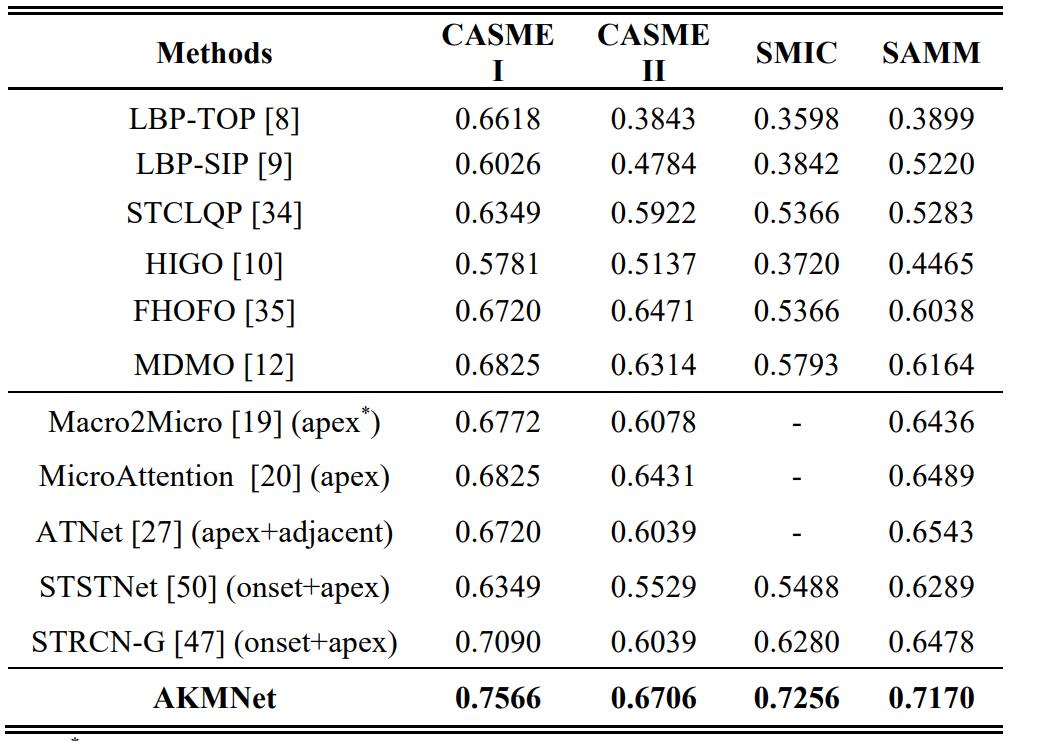 Methods CASME I CASME II SMIC SAMM
LBP-TOP [8] 0.6618 0.3843 0.3598 0.3899
LBP-SIP [9] 0.6026 0.4784 0.3842 0.5220
STCLQP [34] 0.6349 0.5922 0.5366 0.5283
HIGO [10] 0.5781 0.5137 0.3720 0.4465
FHOFO [35] 0.6720 0.6471 0.5366 0.6038
MDMO [12] 0.6825 0.6314 0.5793 0.6164
Macro2Micro [19] (apex*) 0.6772 0.6078 - 0.6436
MicroAttention [20] (apex) 0.6825 0.6431 - 0.6489
ATNet [27] (apex+adjacent) 0.6720 0.6039 - 0.6543
STSTNet [50] (onset+apex) 0.6349 0.5529 0.5488 0.6289
STRCN-G [47] (onset+apex) 0.7090 0.6039 0.6280 0.6478
AKMNet 0.7566 0.6706 0.7256 0.7170
*